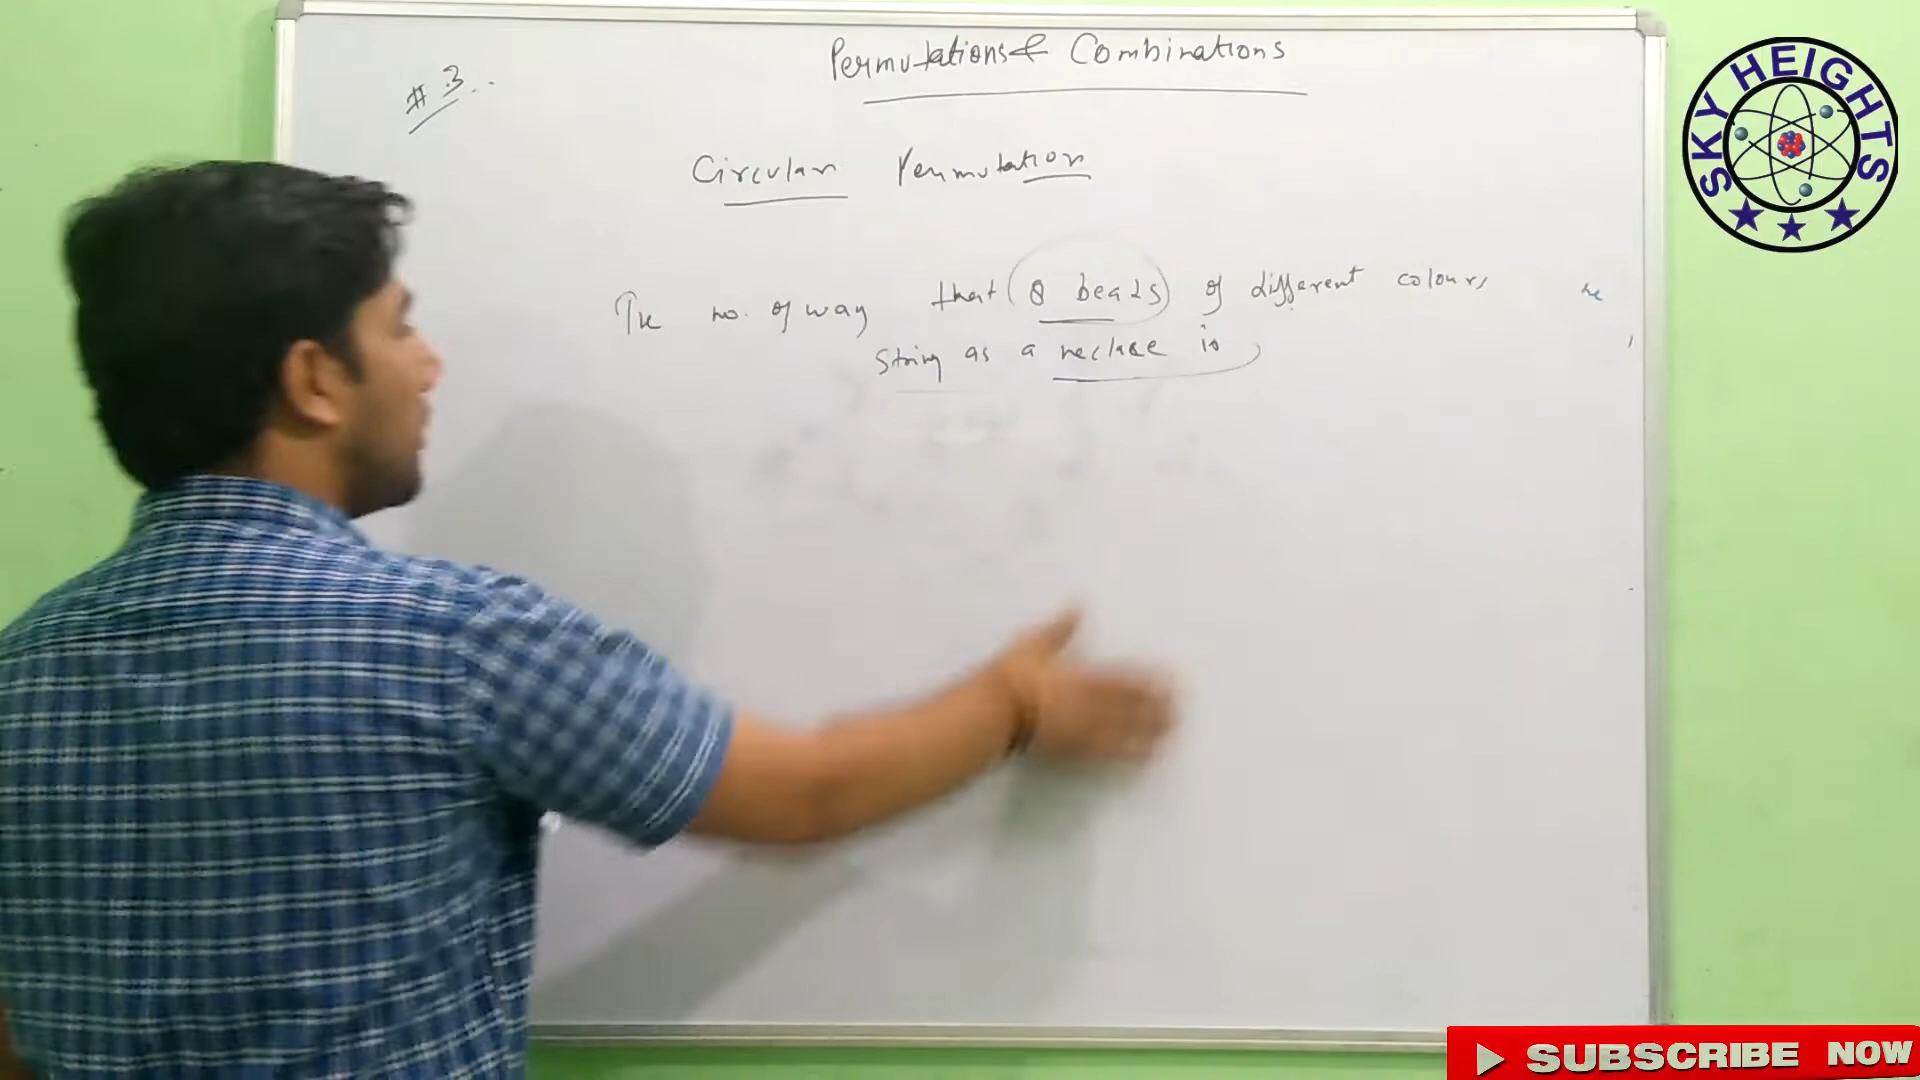 Permutations & Combinations
# 3..
Circular Permutation
The no. of way that 8 beads of different colours
string as a neclace is
SKY HEIGHTS
SUBSCRIBE NOW